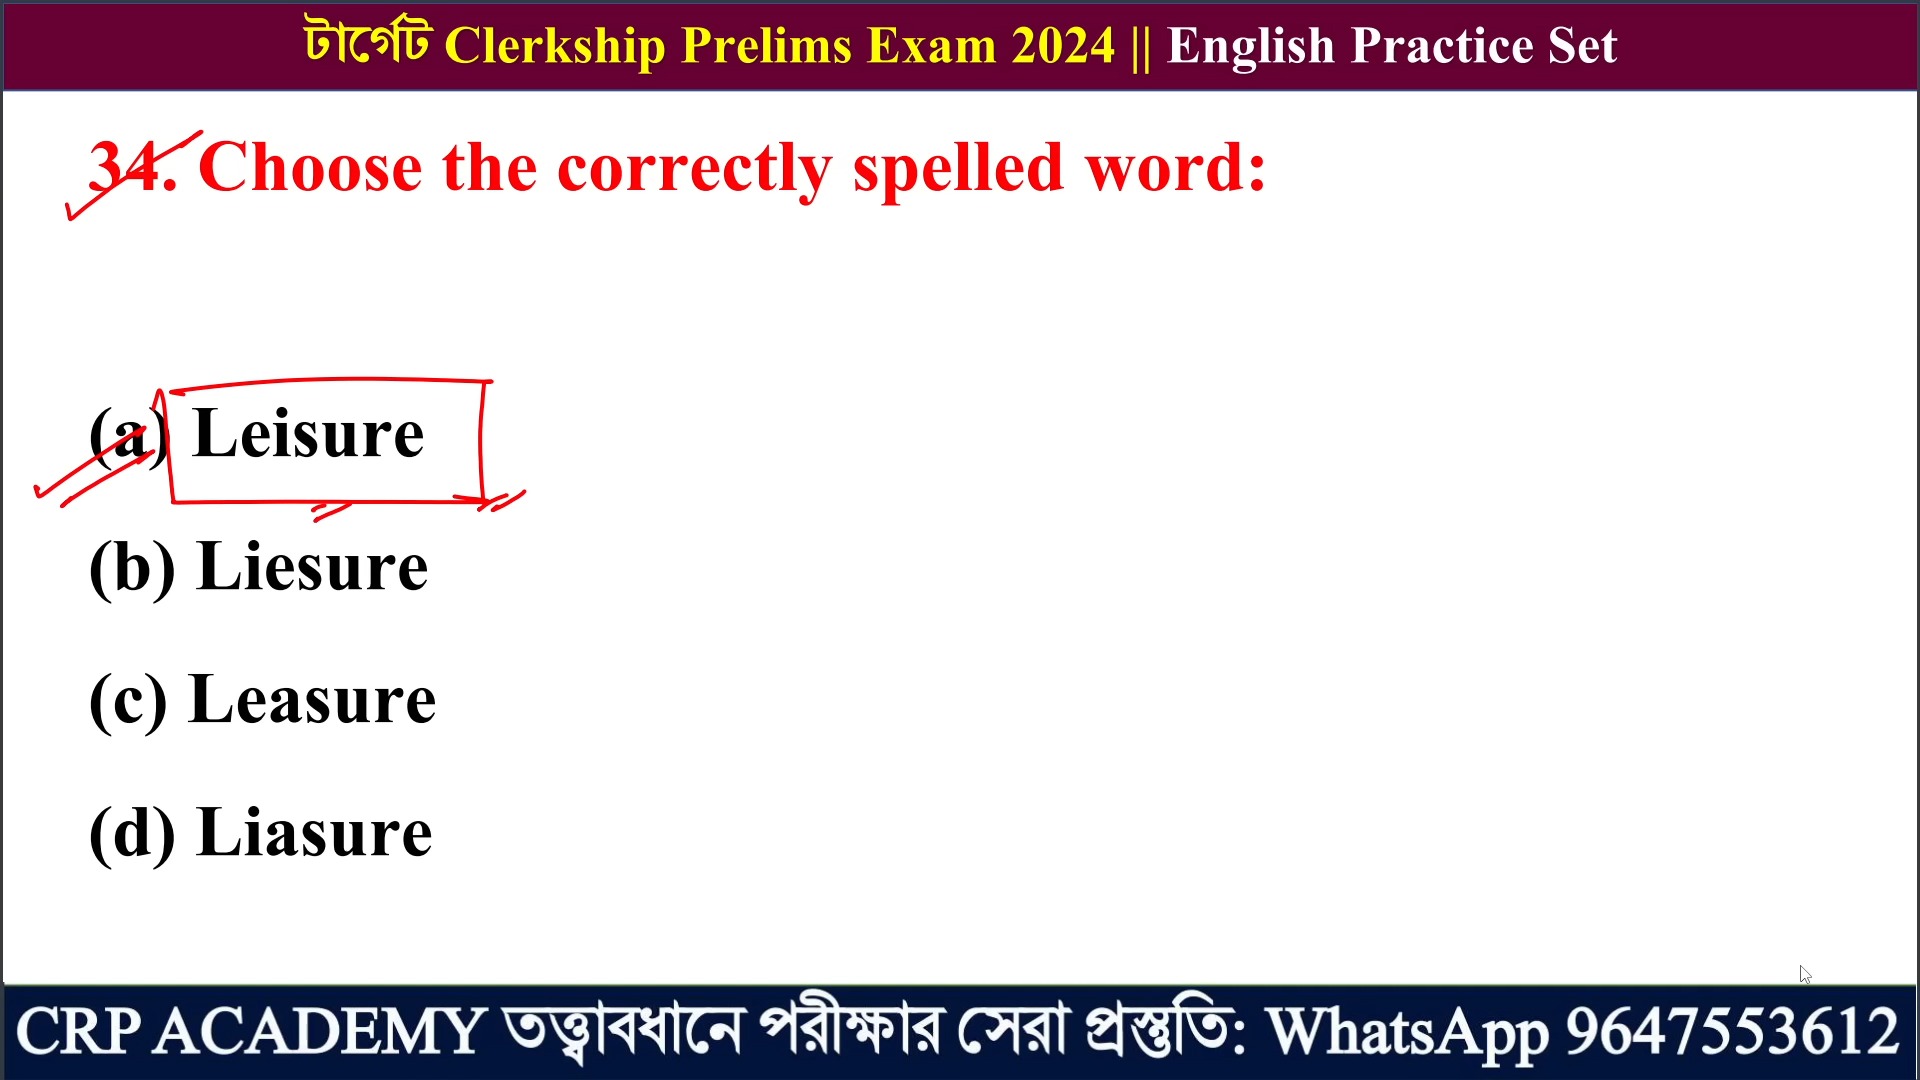 টার্গেট Clerkship Prelims Exam 2024 || English Practice Set
34. Choose the correctly spelled word:
(a) Leisure
(b) Liesure
(c) Leasure
(d) Liasure
CRP ACADEMY তত্ত্বাবধানে পরীক্ষার সেরা প্রস্তুতি: WhatsApp 9647553612